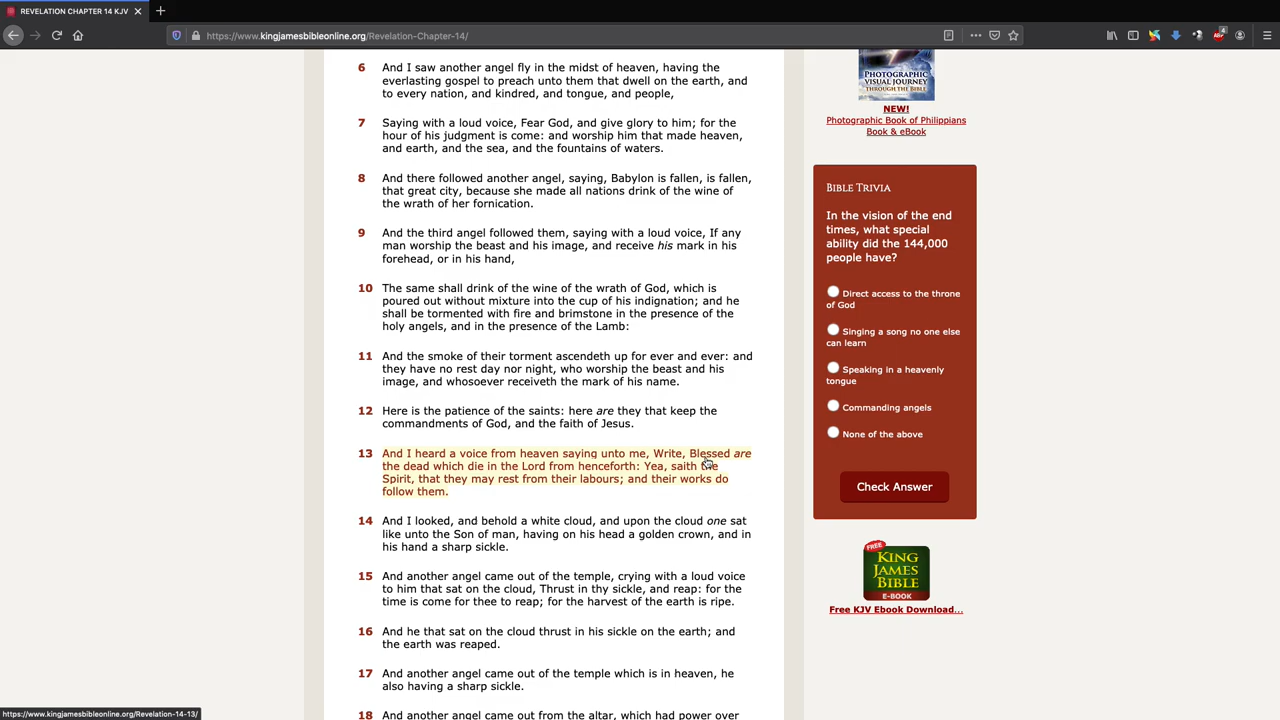 REVELATION CHAPTER 14 KJV
https://www.kingjamesbibleonline.org/Revelation-Chapter-14/
4
6 And I saw another angel fly in the midst of heaven, having the
everlasting gospel to preach unto them that dwell on the earth, and
to every nation, and kindred, and tongue, and people,
7 Saying with a loud voice, Fear God, and give glory to him; for the
hour of his judgment is come: and worship him that made heaven,
and earth, and the sea, and the fountains of waters.
8 And there followed another angel, saying, Babylon is fallen, is fallen,
that great city, because she made all nations drink of the wine of
the wrath of her fornication.
9 And the third angel followed them, saying with a loud voice, If any
man worship the beast and his image, and receive his mark in his
forehead, or in his hand,
10 The same shall drink of the wine of the wrath of God, which is
poured out without mixture into the cup of his indignation; and he
shall be tormented with fire and brimstone in the presence of the
holy angels, and in the presence of the Lamb:
11 And the smoke of their torment ascendeth up for ever and ever: and
they have no rest day nor night, who worship the beast and his
image, and whosoever receiveth the mark of his name.
12 Here is the patience of the saints: here are they that keep the
commandments of God, and the faith of Jesus.
13 And I heard a voice from heaven saying unto me, Write, Blessed are
the dead which die in the Lord from henceforth: Yea, saith the
Spirit, that they may rest from their labours; and their works do
follow them.
14 And I looked, and behold a white cloud, and upon the cloud one sat
like unto the Son of man, having on his head a golden crown, and in
his hand a sharp sickle.
15 And another angel came out of the temple, crying with a loud voice
to him that sat on the cloud, Thrust in thy sickle, and reap: for the
time is come for thee to reap; for the harvest of the earth is ripe.
16 And he that sat on the cloud thrust in his sickle on the earth; and
the earth was reaped.
17 And another angel came out of the temple which is in heaven, he
also having a sharp sickle.
18 And another angel came out from the altar, which had power over
PHOTOGRAPHIC
VISUAL JOURNEY
THROUGH THE BIBLE
NEW!
Photographic Book of Philippians
Book & eBook
BIBLE TRIVIA
In the vision of the end
times, what special
ability did the 144,000
people have?
Direct access to the throne
of God
Singing a song no one else
can learn
Speaking in a heavenly
tongue
Commanding angels
None of the above
Check Answer
FREE
KING
JAMES
BIBLE
E-BOOK
Free KJV Ebook Download...
https://www.kingjamesbibleonline.org/Revelation-14-13/